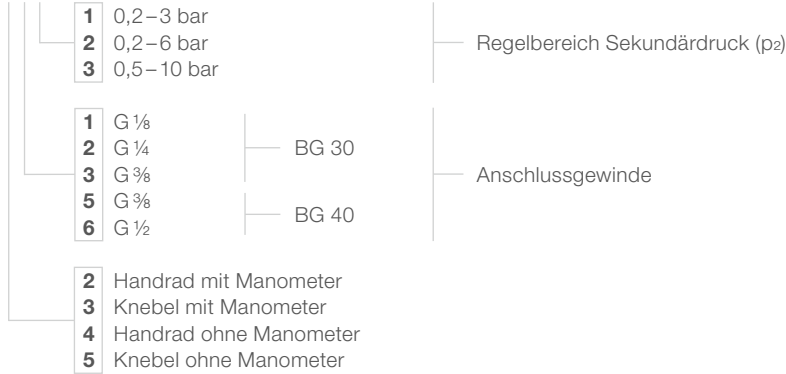 1 0,2–3 bar
2 0,2–6 bar
3 0,5–10 bar
Regelbereich Sekundärdruck (p₂)
1 G ⅛
2 G ¼
3 G ⅜
BG 30
5 G ⅜
6 G ½
BG 40
Anschlussgewinde
2 Handrad mit Manometer
3 Knebel mit Manometer
4 Handrad ohne Manometer
5 Knebel ohne Manometer